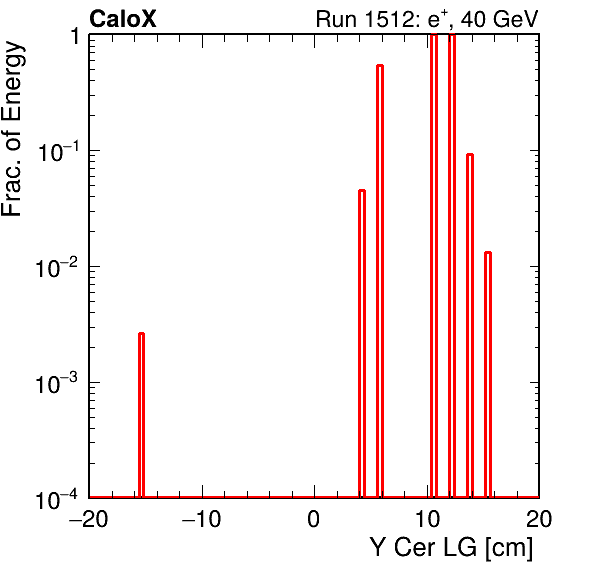 CaloX Run 1512: e⁺, 40 GeV
Frac. of Energy
1
10⁻¹
10⁻²
10⁻³
10⁻⁴
−20 −10 0 10 20
Y Cer LG [cm]